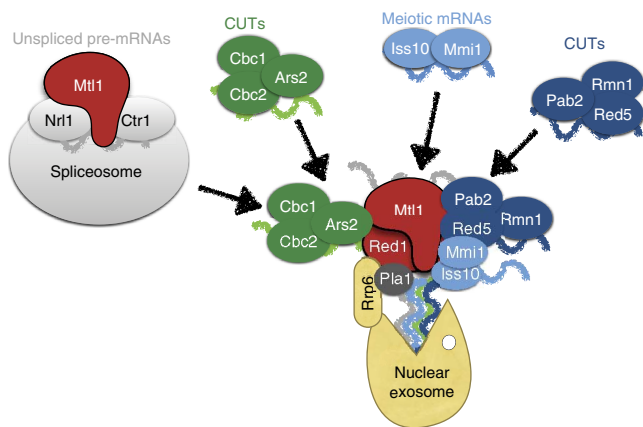 Unspliced pre-mRNAs
Mtl1
Nrl1
Ctr1
Spliceosome
CUTs
Cbc1
Ars2
Cbc2
Meiotic mRNAs
Iss10
Mmi1
CUTs
Rmn1
Pab2
Red5
Cbc1
Ars2
Cbc2
Mtl1
Red1
Pab2
Rmn1
Red5
Mmi1
Iss10
Pla1
Rrp6
Nuclear
exosome